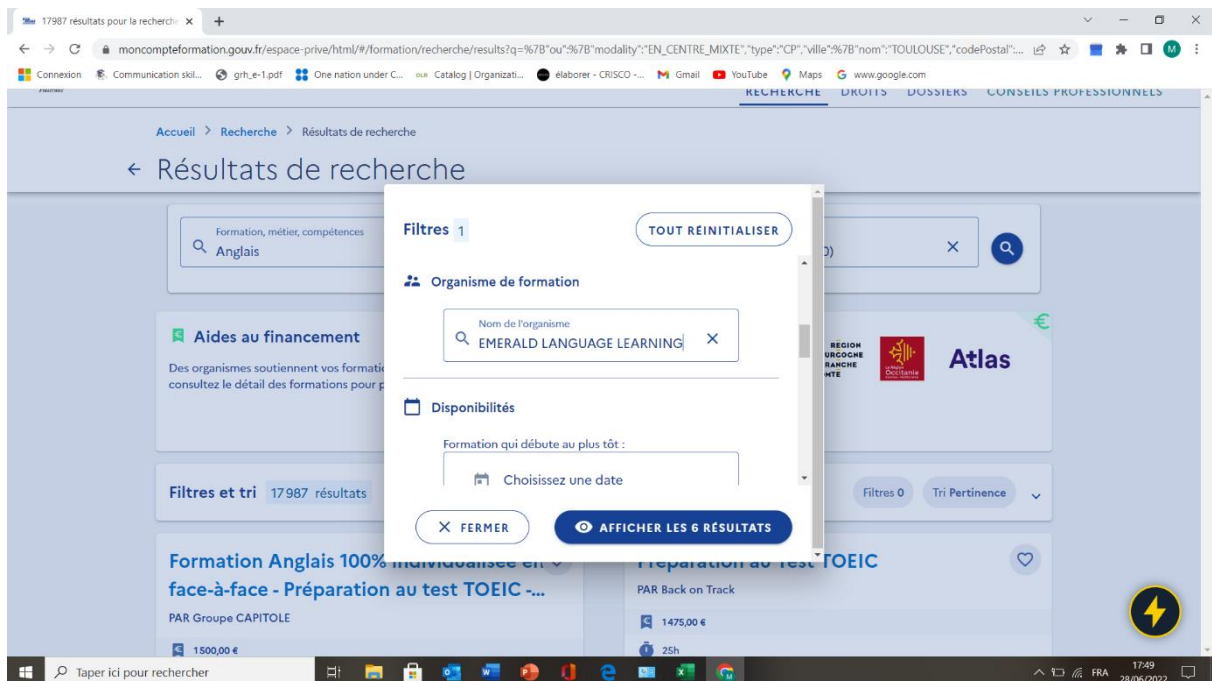 17987 résultats pour la recherche
moncompteformation.gouv.fr/espace-prive/html/#/formation/recherche/results?q=%7B"ou":%7B"modality":"EN_CENTRE_MIXTE","type":"CP","ville":%7B"nom":"TOULOUSE","codePostal":...
M
Connexion Communication skil... grh_e-1.pdf One nation under C... Catalog | Organizati... élaborer - CRISCO -... Gmail YouTube Maps www.google.com
RECHERCHE DROITS DOSSIERS CONSEILS PROFESSIONNELS
Accueil > Recherche > Résultats de recherche
← Résultats de recherche
Filtres 1
TOUT RÉINITIALISER
Formation, métier, compétences
Anglais
0)
Organisme de formation
Nom de l'organisme
EMERALD LANGUAGE LEARNING
Aides au financement
Des organismes soutiennent vos formati
consultez le détail des formations pour p
REGION
URGOGNE
RANCHE
MTE
Occitanie
Atlas
Disponibilités
Formation qui débute au plus tôt :
Choisissez une date
Filtres et tri 17987 résultats
Filtres 0
Tri Pertinence
FERMER
AFFICHER LES 6 RÉSULTATS
Formation Anglais 100% individualisée en
face-à-face - Préparation au test TOEIC -...
PAR Groupe CAPITOLE
1500,00 €
Préparation au Test TOEIC
PAR Back on Track
1475,00 €
25h
Taper ici pour rechercher
FRA
17:49
28/06/2022